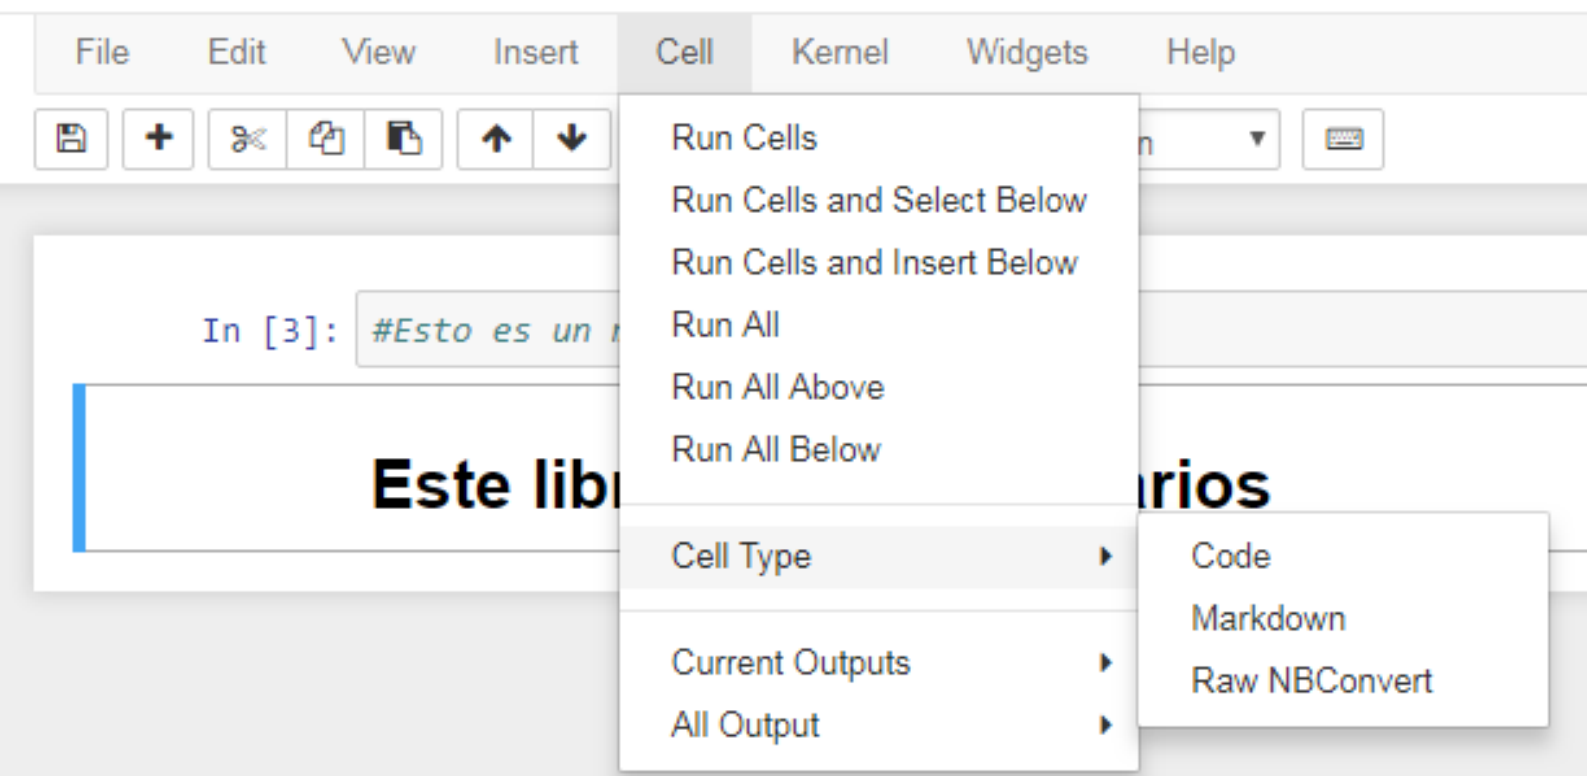 File Edit View Insert Cell Kernel Widgets Help
Run Cells
Run Cells and Select Below
Run Cells and Insert Below
Run All
Run All Above
Run All Below
In [3]: #Esto es un
Este
Cell Type
Code
Markdown
Raw NBConvert
Current Outputs
All Output